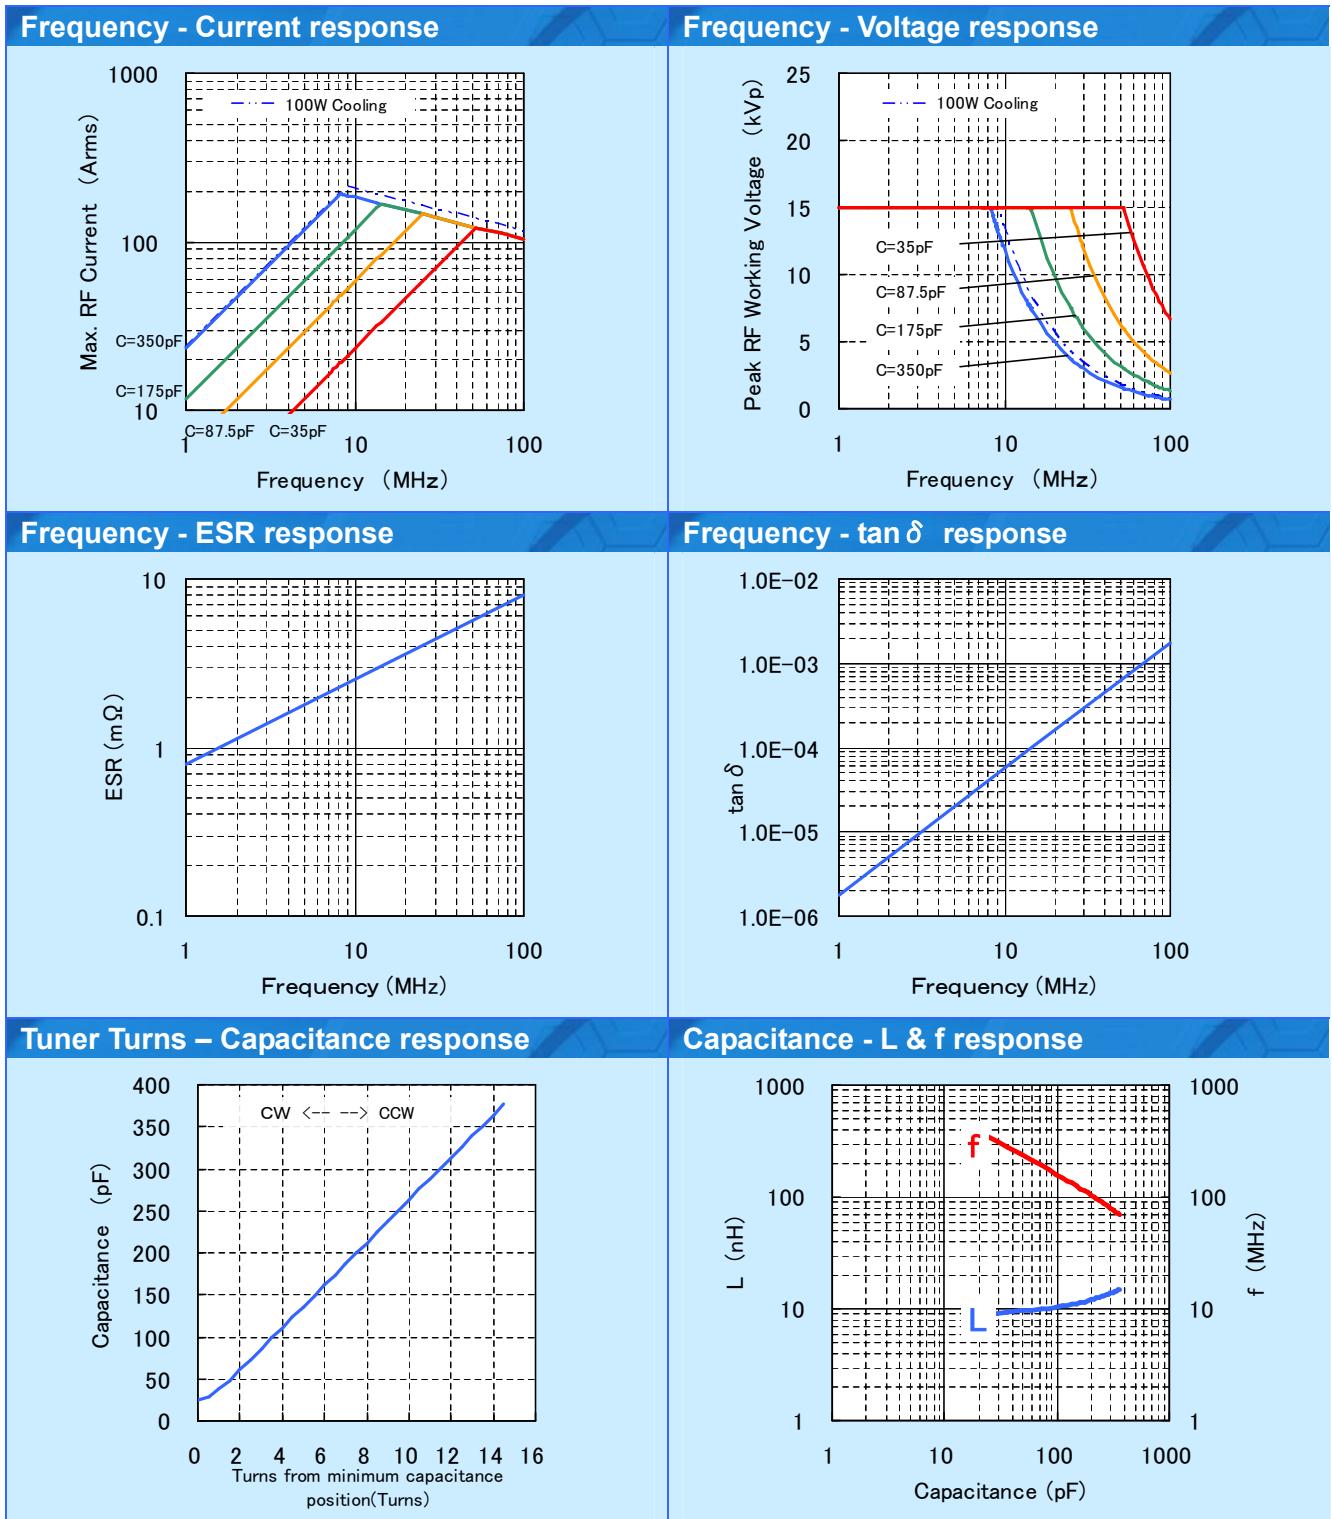 Frequency - Current response
1000
100
10
Max. RF Current (Arms)
100W Cooling
C=350pF
C=175pF
C=87.5pF C=35pF
1 10 100
Frequency (MHz)
Frequency - Voltage response
25
20
15
10
5
0
Peak RF Working Voltage (kVp)
100W Cooling
C=35pF
C=87.5pF
C=175pF
C=350pF
1 10 100
Frequency (MHz)
Frequency - ESR response
10
1
0.1
ESR (mΩ)
1 10 100
Frequency (MHz)
Frequency - tan δ response
1.0E-02
1.0E-03
1.0E-04
1.0E-05
1.0E-06
tan δ
1 10 100
Frequency (MHz)
Tuner Turns – Capacitance response
400
350
300
250
200
150
100
50
0
Capacitance (pF)
CW <-- --> CCW
0 2 4 6 8 10 12 14 16
Turns from minimum capacitance
position(Turns)
Capacitance - L & f response
1000
100
10
1
L (nH)
f
L
1000
100
10
1
f (MHz)
1 10 100 1000
Capacitance (pF)